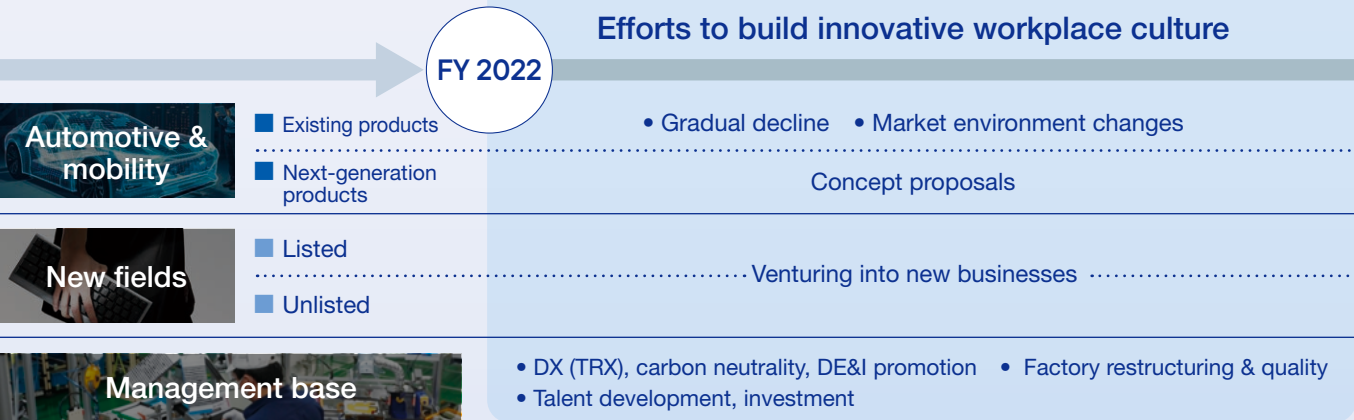 Efforts to build innovative workplace culture
FY 2022
Automotive &
mobility
■ Existing products
• Gradual decline • Market environment changes
■ Next-generation
products
Concept proposals
New fields
■ Listed
Venturing into new businesses
■ Unlisted
Management base
• DX (TRX), carbon neutrality, DE&I promotion • Factory restructuring & quality
• Talent development, investment